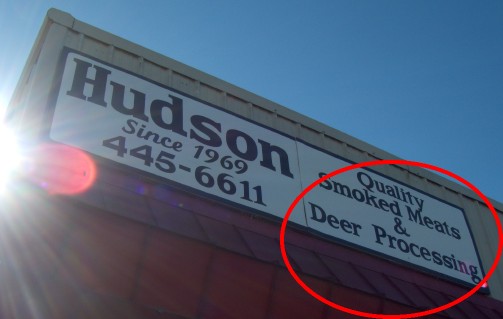 Hudson
Since 1969
445-6611
Quality
Smoked Meats
&
Deer Processing